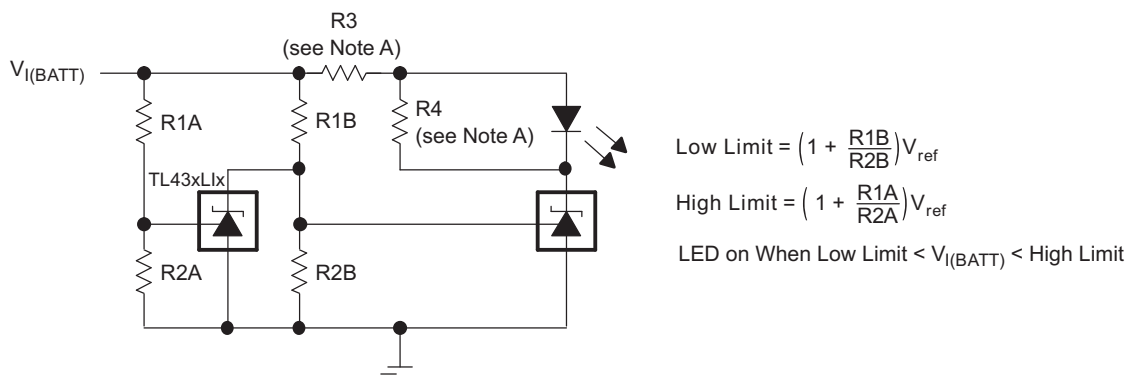 R3
(see Note A)
V_I(BATT)
R1A
R1B
R4
(see Note A)
TL43xLIx
R2A
R2B
Low Limit = ( 1 + R1B/R2B ) V_ref
High Limit = ( 1 + R1A/R2A ) V_ref
LED on When Low Limit < V_I(BATT) < High Limit